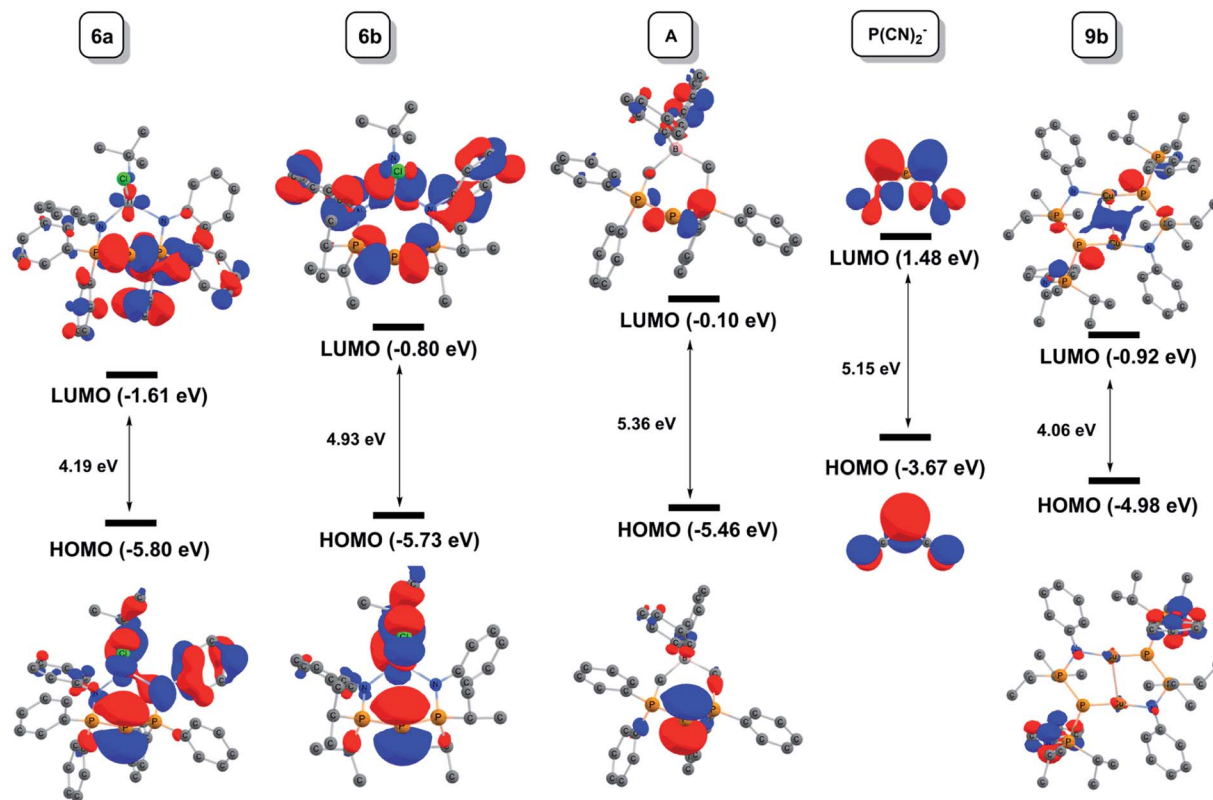 6a
6b
A
P(CN)₂⁻
9b
LUMO (-1.61 eV)
4.19 eV
HOMO (-5.80 eV)
LUMO (-0.80 eV)
4.93 eV
HOMO (-5.73 eV)
LUMO (-0.10 eV)
5.36 eV
HOMO (-5.46 eV)
LUMO (1.48 eV)
5.15 eV
HOMO (-3.67 eV)
LUMO (-0.92 eV)
4.06 eV
HOMO (-4.98 eV)